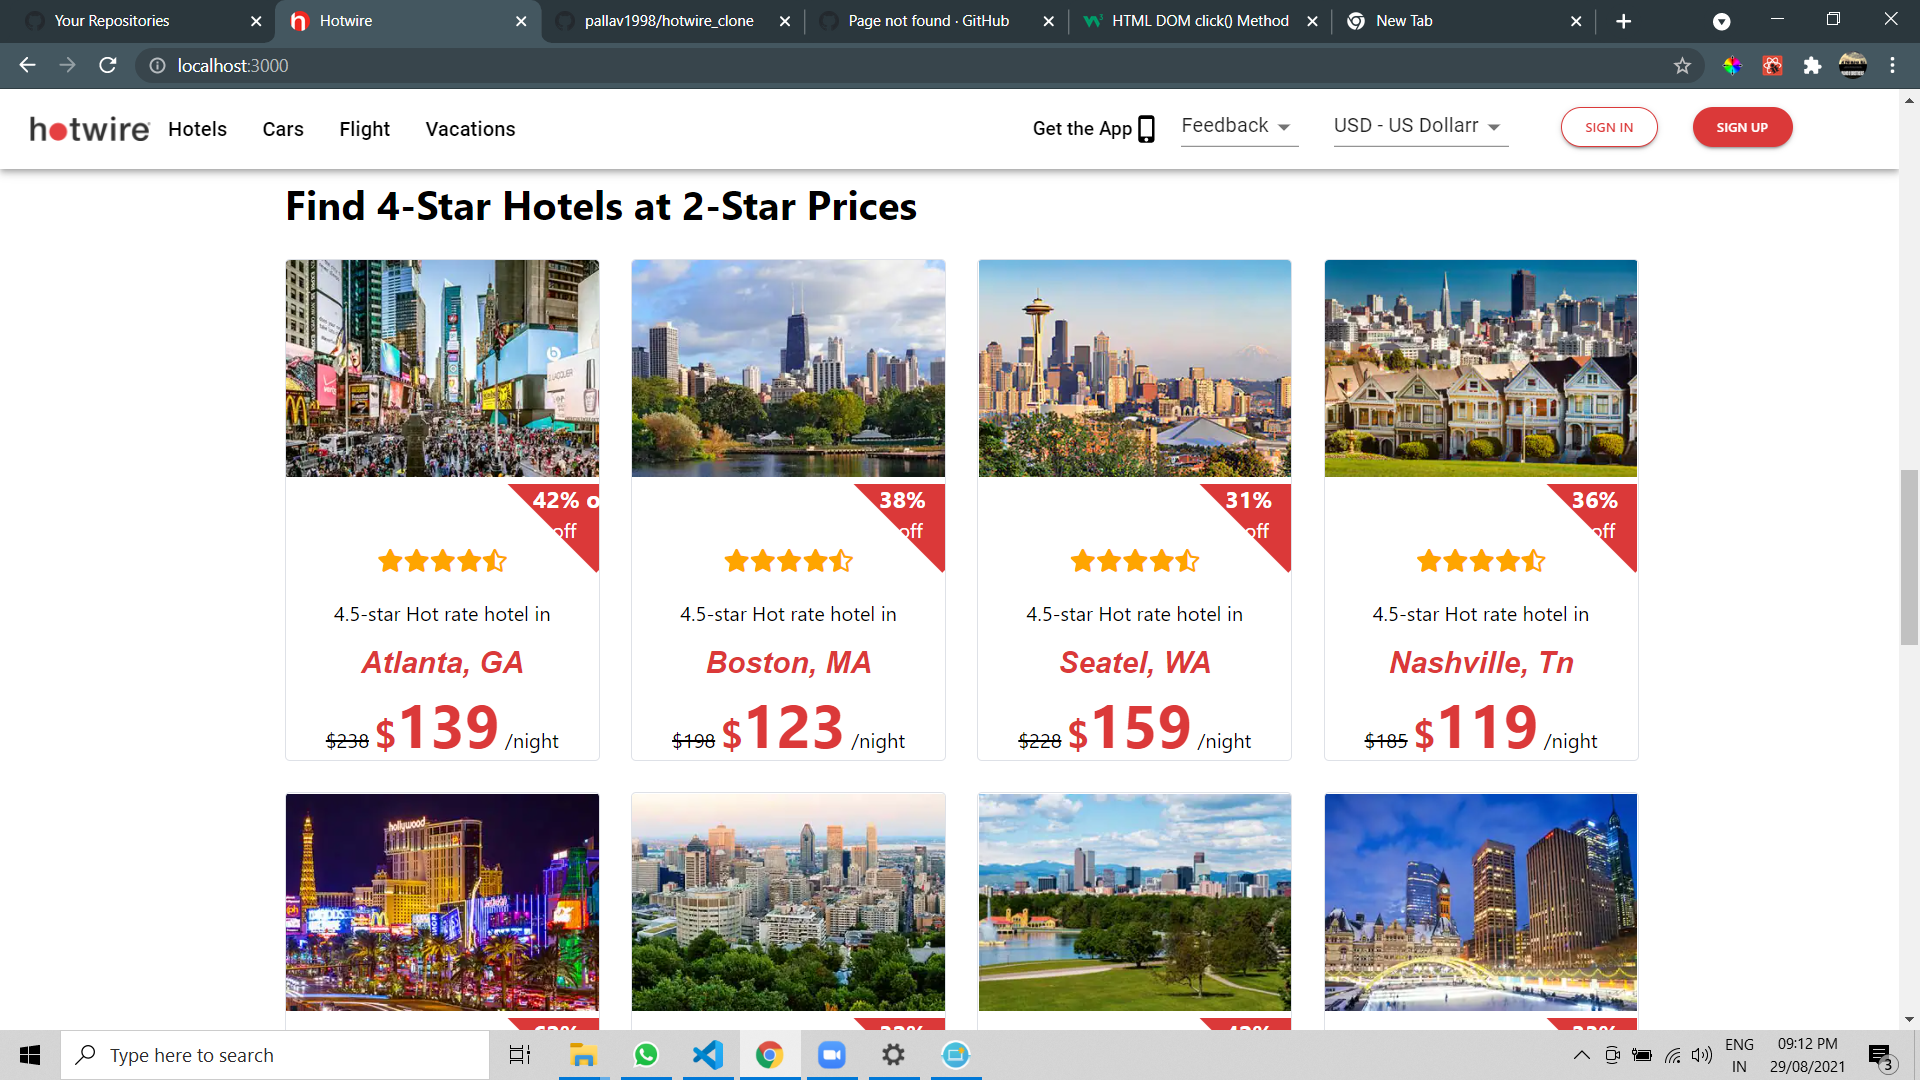 Your Repositories
Hotwire
pallav1998/hotwire_clone
Page not found · GitHub
HTML DOM click() Method
New Tab
localhost:3000
hotwire
Hotels
Cars
Flight
Vacations
Get the App
Feedback
USD - US Dollarr
SIGN IN
SIGN UP
Find 4-Star Hotels at 2-Star Prices
42% o
off
4.5-star Hot rate hotel in
Atlanta, GA
$238 $139 /night
38%
off
4.5-star Hot rate hotel in
Boston, MA
$198 $123 /night
31%
off
4.5-star Hot rate hotel in
Seatel, WA
$228 $159 /night
36%
off
4.5-star Hot rate hotel in
Nashville, Tn
$185 $119 /night
hollywood
Type here to search
ENG
IN
09:12 PM
29/08/2021
3